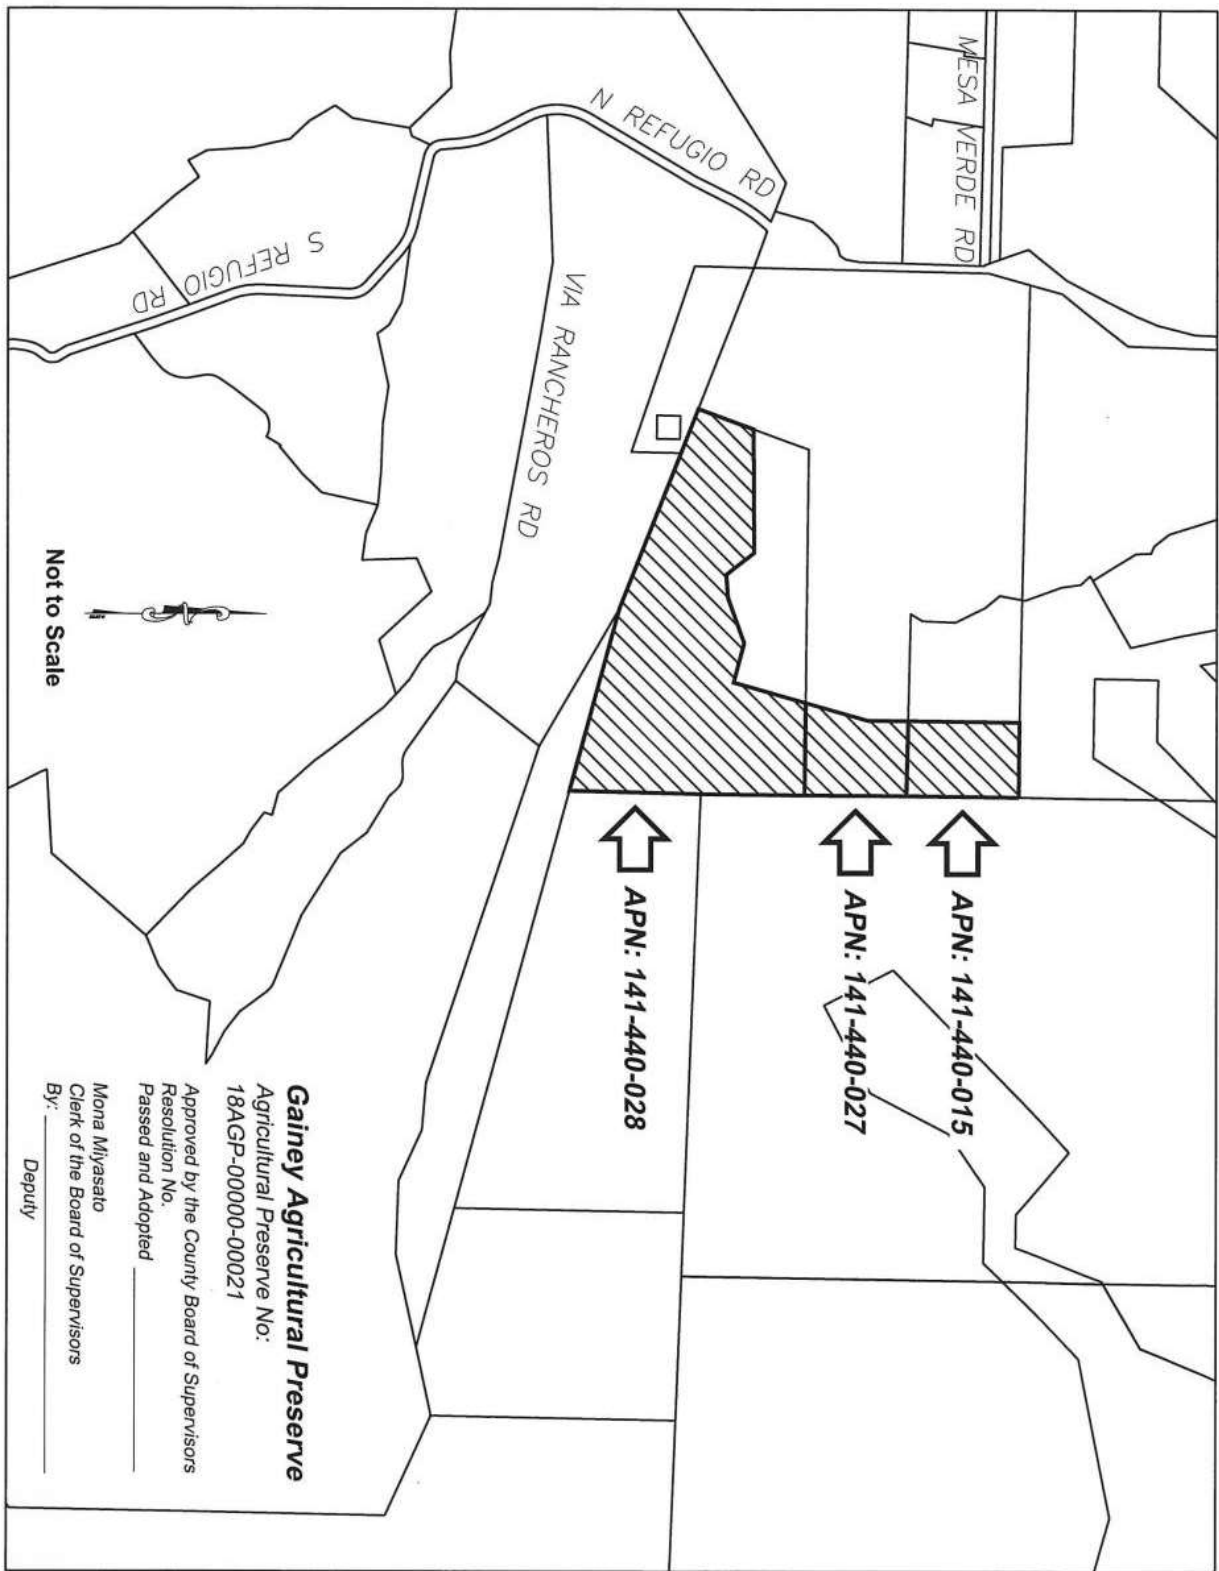 MESA VERDE RD
N REFUGIO RD
S REFUGIO RD
VIA RANCHEROS RD
APN: 141-440-015
APN: 141-440-027
APN: 141-440-028
Not to Scale
Gainey Agricultural Preserve
Agricultural Preserve No:
18AGP-00000-00021
Approved by the County Board of Supervisors
Resolution No.
Passed and Adopted
Mona Miyasato
Clerk of the Board of Supervisors
By:
Deputy